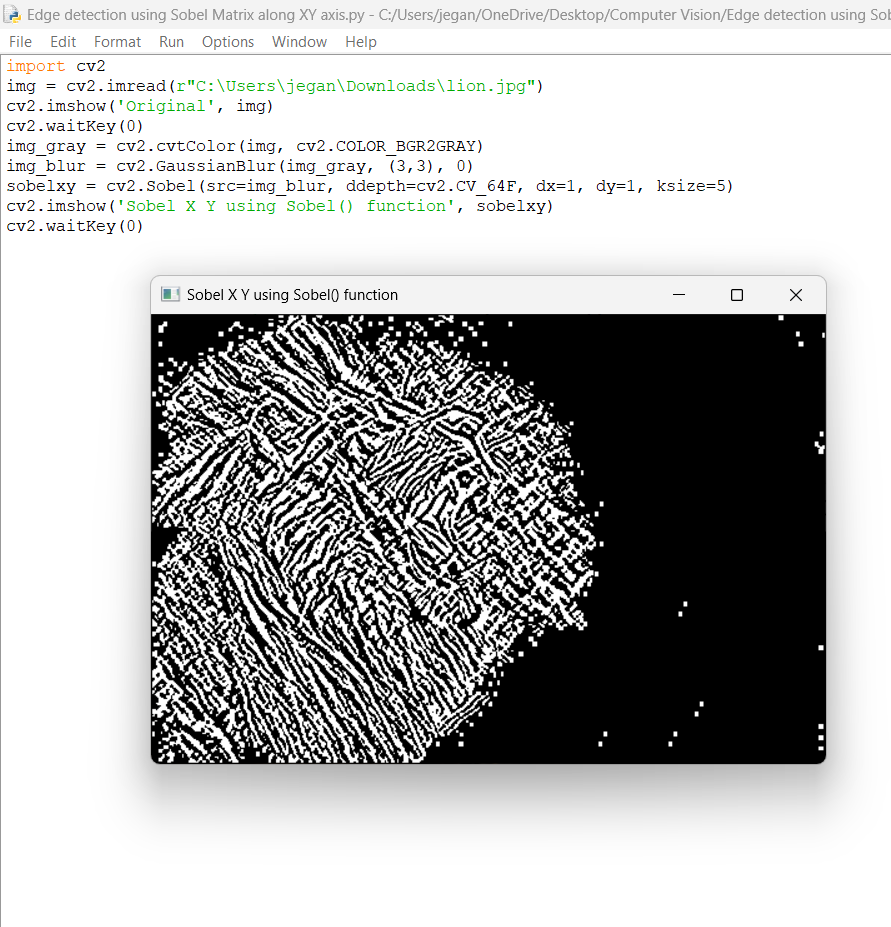 Edge detection using Sobel Matrix along XY axis.py - C:/Users/jegan/OneDrive/Desktop/Computer Vision/Edge detection using Sob
File Edit Format Run Options Window Help
import cv2
img = cv2.imread(r"C:\Users\jegan\Downloads\lion.jpg")
cv2.imshow('Original', img)
cv2.waitKey(0)
img_gray = cv2.cvtColor(img, cv2.COLOR_BGR2GRAY)
img_blur = cv2.GaussianBlur(img_gray, (3,3), 0)
sobelxy = cv2.Sobel(src=img_blur, ddepth=cv2.CV_64F, dx=1, dy=1, ksize=5)
cv2.imshow('Sobel X Y using Sobel() function', sobelxy)
cv2.waitKey(0)
Sobel X Y using Sobel() function